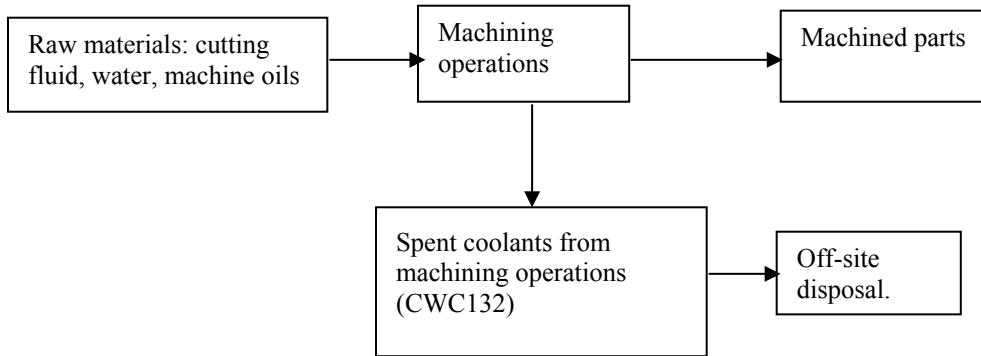 Raw materials: cutting
fluid, water, machine oils
Machining
operations
Machined parts
Spent coolants from
machining operations
(CWC132)
Off-site
disposal.